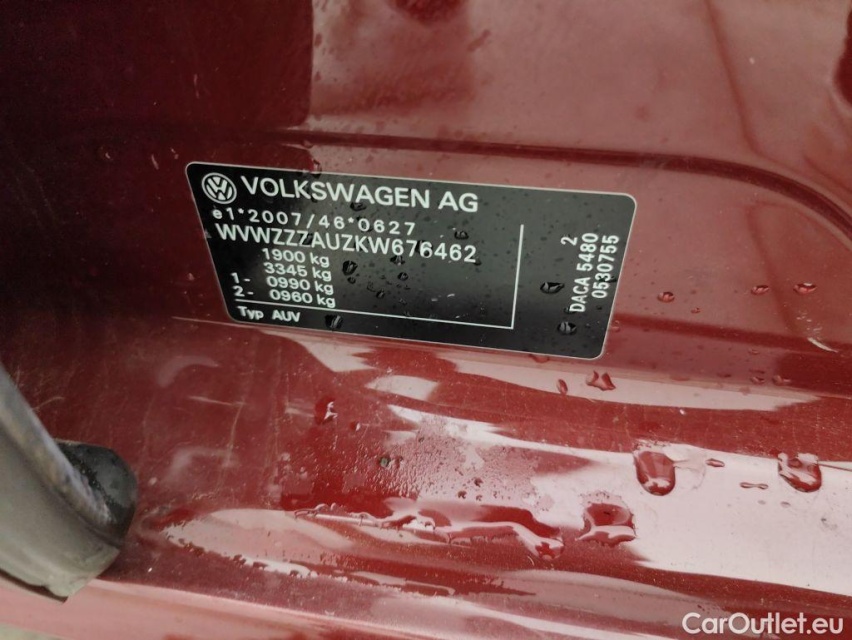 VOLKSWAGEN AG
e1*2007/46*0627
WVWZZZAUZKW676462
1900 kg
3345 kg
1- 0990 kg
2- 0960 kg
Typ AUV
2
DACA 5480
0530755
CarOutlet.eu